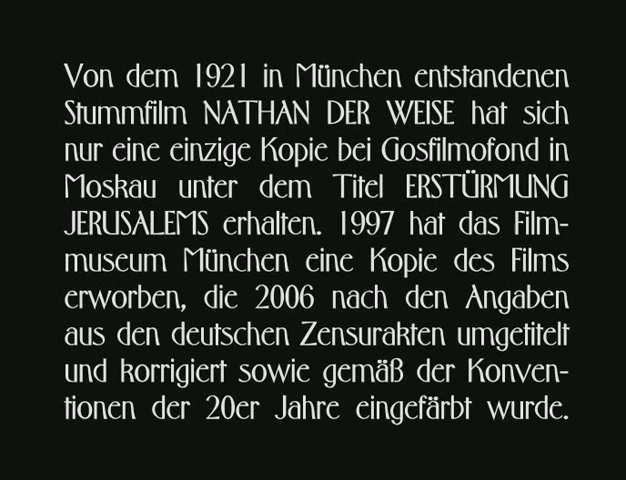 Von dem 1921 in München entstandenen
Stummfilm NATHAN DER WEISE hat sich
nur eine einzige Kopie bei Gosfilmofond in
Moskau unter dem Titel ERSTÜRMUNG
JERUSALEMS erhalten. 1997 hat das Film-
museum München eine Kopie des Films
erworben, die 2006 nach den Angaben
aus den deutschen Zensurakten umgetitelt
und korrigiert sowie gemäß der Konven-
tionen der 20er Jahre eingefärbt wurde.